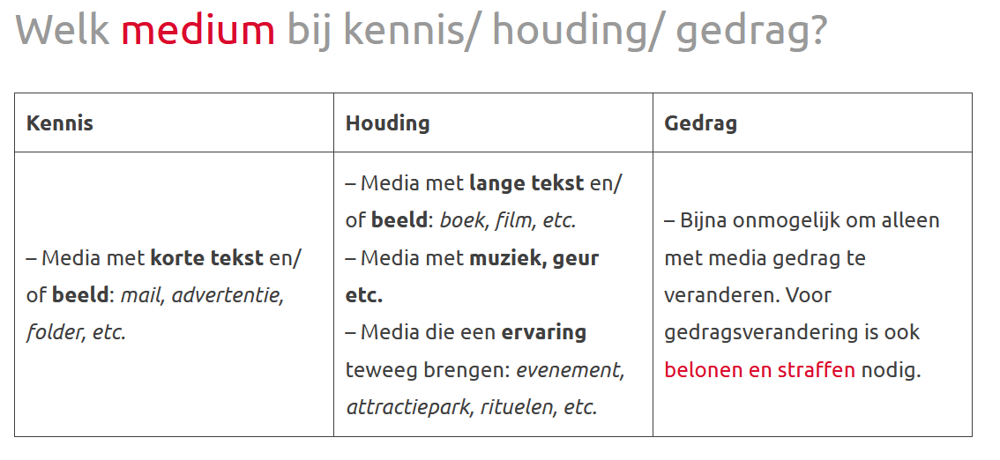 Welk medium bij kennis/ houding/ gedrag?
Kennis
Houding
Gedrag
– Media met korte tekst en/
of beeld: mail, advertentie,
folder, etc.
– Media met lange tekst en/
of beeld: boek, film, etc.
– Media met muziek, geur
etc.
– Media die een ervaring
teweeg brengen: evenement,
attractiepark, rituelen, etc.
– Bijna onmogelijk om alleen
met media gedrag te
veranderen. Voor
gedragsverandering is ook
belonen en straffen nodig.